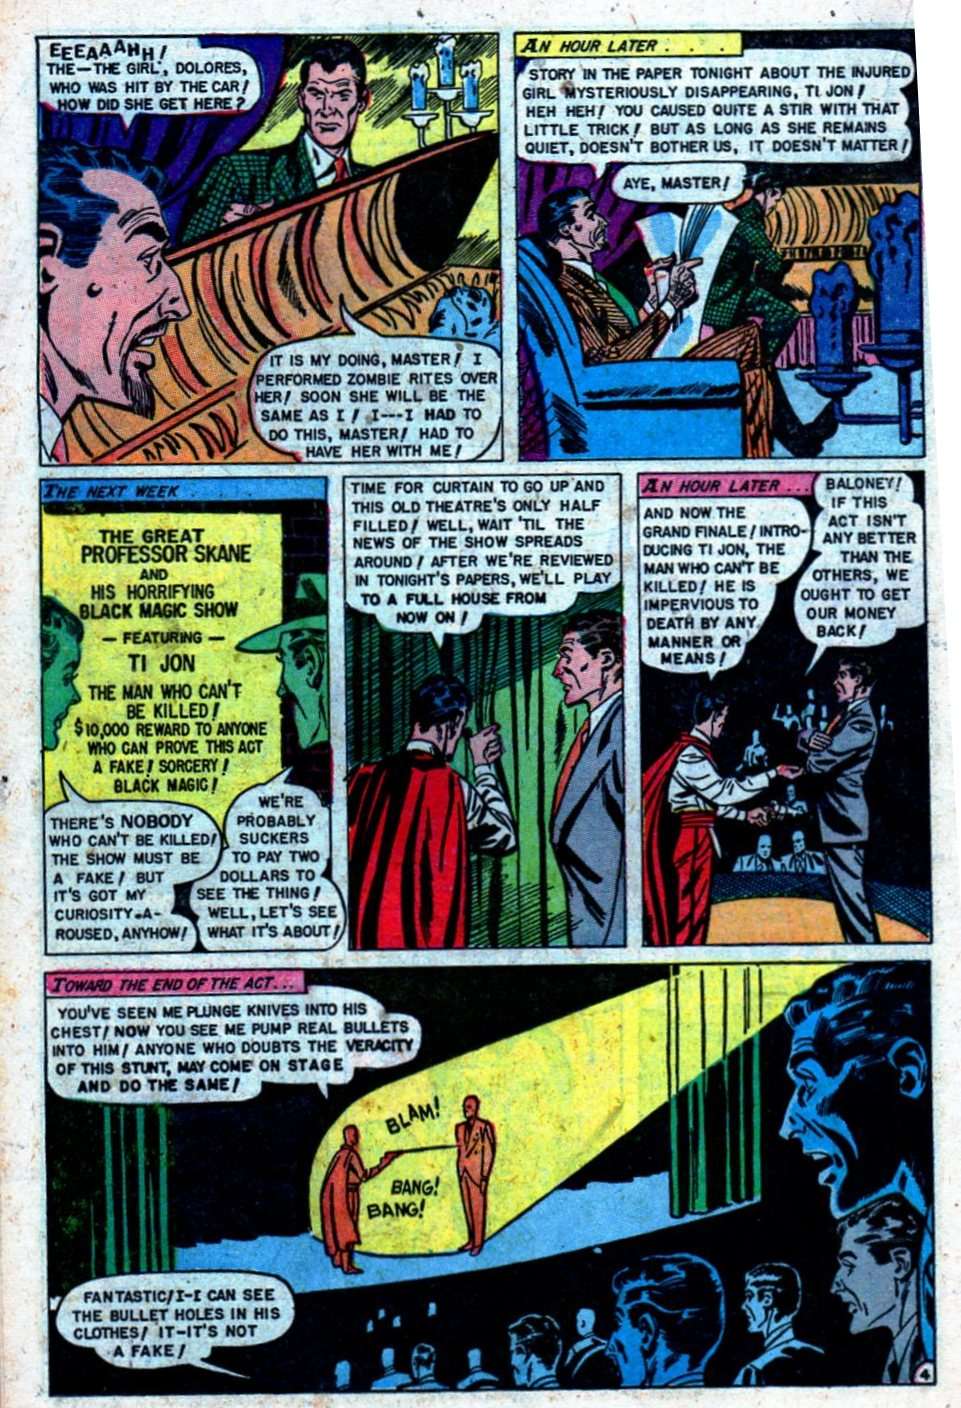 EEEAAAHH!
THE—THE GIRL, DOLORES,
WHO WAS HIT BY THE CAR!
HOW DID SHE GET HERE?
IT IS MY DOING, MASTER! I
PERFORMED ZOMBIE RITES OVER
HER! SOON SHE WILL BE THE
SAME AS I! I---I HAD TO
DO THIS, MASTER! HAD TO
HAVE HER WITH ME!
AN HOUR LATER . . . .
STORY IN THE PAPER TONIGHT ABOUT THE INJURED
GIRL MYSTERIOUSLY DISAPPEARING, TI JON!
HEH HEH! YOU CAUSED QUITE A STIR WITH THAT
LITTLE TRICK! BUT AS LONG AS SHE REMAINS
QUIET, DOESN'T BOTHER US, IT DOESN'T MATTER!
AYE, MASTER!
THE NEXT WEEK . . . .
THE GREAT
PROFESSOR SKANE
AND
HIS HORRIFYING
BLACK MAGIC SHOW
— FEATURING —
TI JON
THE MAN WHO CAN'T
BE KILLED!
$10,000 REWARD TO ANYONE
WHO CAN PROVE THIS ACT
A FAKE! SORCERY!
BLACK MAGIC!
THERE'S NOBODY
WHO CAN'T BE KILLED!
THE SHOW MUST BE
A FAKE! BUT
IT'S GOT MY
CURIOSITY-A-
ROUSED, ANYHOW!
WE'RE
PROBABLY
SUCKERS
TO PAY TWO
DOLLARS TO
SEE THE THING!
WELL, LET'S SEE
WHAT IT'S ABOUT!
TIME FOR CURTAIN TO GO UP AND
THIS OLD THEATRE'S ONLY HALF
FILLED! WELL, WAIT 'TIL THE
NEWS OF THE SHOW SPREADS
AROUND! AFTER WE'RE REVIEWED
IN TONIGHT'S PAPERS, WE'LL PLAY
TO A FULL HOUSE FROM
NOW ON!
AN HOUR LATER ...
AND NOW THE
GRAND FINALE! INTRO-
DUCING TI JON, THE
MAN WHO CAN'T BE
KILLED! HE IS
IMPERVIOUS TO
DEATH BY ANY
MANNER OR
MEANS!
BALONEY!
IF THIS
ACT ISN'T
ANY BETTER
THAN THE
OTHERS, WE
OUGHT TO GET
OUR MONEY
BACK!
TOWARD THE END OF THE ACT...
YOU'VE SEEN ME PLUNGE KNIVES INTO HIS
CHEST! NOW YOU SEE ME PUMP REAL BULLETS
INTO HIM! ANYONE WHO DOUBTS THE VERACITY
OF THIS STUNT, MAY COME ON STAGE
AND DO THE SAME!
BLAM!
BANG!
BANG!
FANTASTIC! I-I CAN SEE
THE BULLET HOLES IN HIS
CLOTHES! IT-IT'S NOT
A FAKE!
4